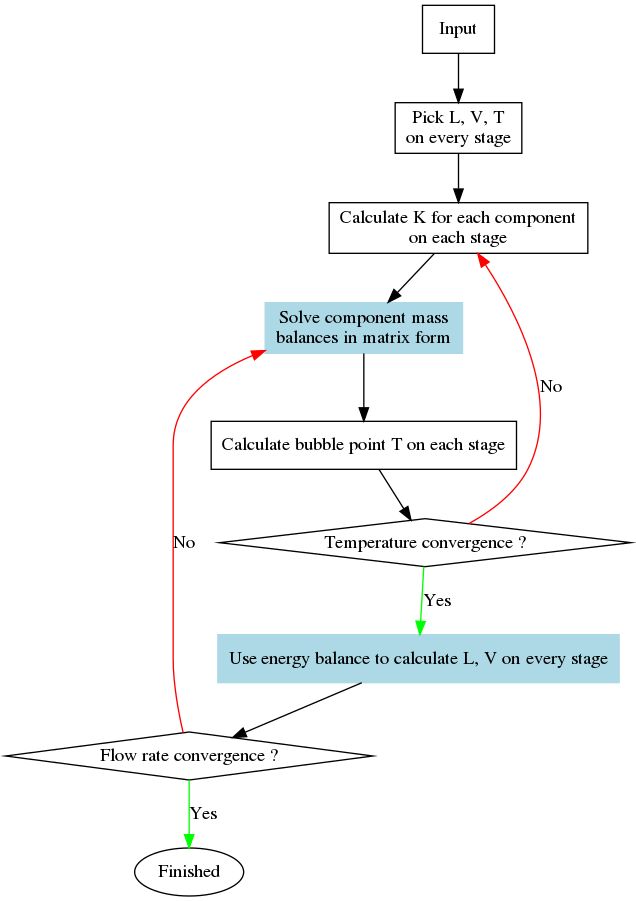 Input
Pick L, V, T
on every stage
Calculate K for each component
on each stage
Solve component mass
balances in matrix form
No
Calculate bubble point T on each stage
No
Temperature convergence ?
Yes
Use energy balance to calculate L, V on every stage
Flow rate convergence ?
Yes
Finished